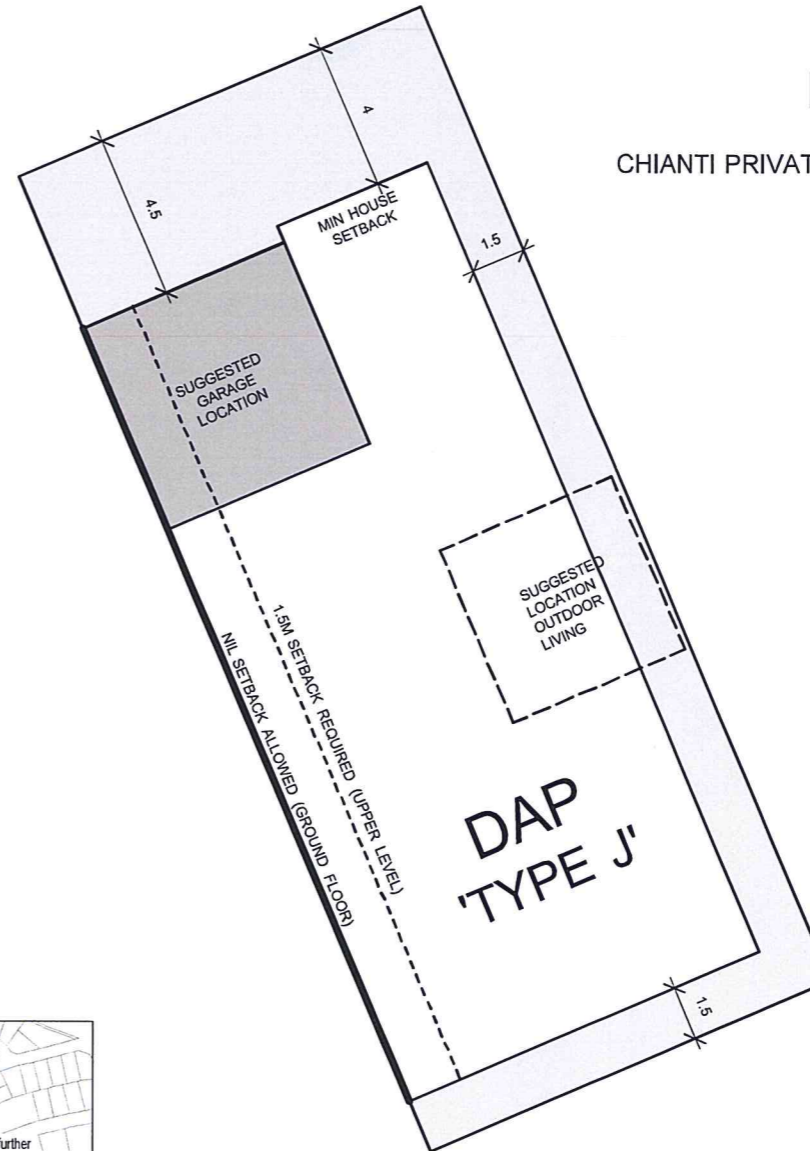 CHIANTI PRIVAT
4
4.5
MIN HOUSE
SETBACK
1.5
SUGGESTED
GARAGE
LOCATION
SUGGESTED
LOCATION
OUTDOOR
LIVING
1.5M SETBACK REQUIRED (UPPER LEVEL)
NIL SETBACK ALLOWED (GROUND FLOOR)
DAP
'TYPE J'
1.5
further